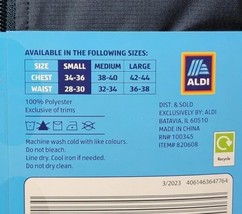 AVAILABLE IN THE FOLLOWING SIZES:
SIZE SMALL MEDIUM LARGE
CHEST 34-36 38-40 42-44
WAIST 28-30 32-34 36-38
100% Polyester
Exclusive of trims
Machine wash cold with like colours.
Do not bleach.
Line dry. Cool iron if needed.
Do not tumble dry.
ALDI
DIST. & SOLD
EXCLUSIVELY BY: ALDI
BATAVIA, IL 60510
MADE IN CHINA
RN# 100345
ITEM# 820608
Recycle
3/2023 4061463647764